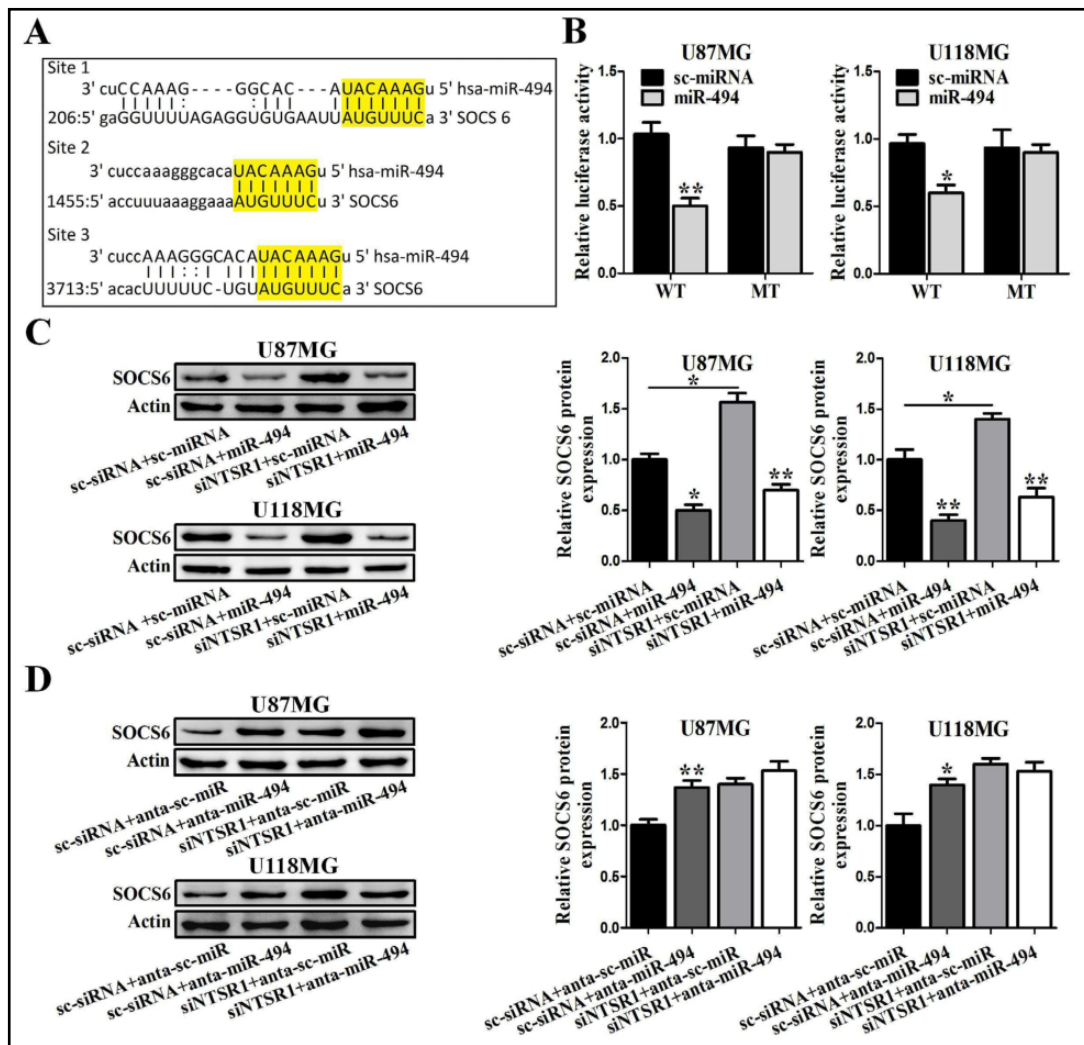 A
Site 1
3' cuCCAAAG----GGCAC---AUACAAAGu 5' hsa-miR-494
206:5' gaGGUUUUAGAGGUGUGAAUUAUGUUUCa 3' SOCS 6
Site 2
3' cuccaaagggcacaUACAAAGu 5' hsa-miR-494
1455:5' accuuuaaaggaaaAUGUUUCu 3' SOCS6
Site 3
3' cuccAAAGGGCACAUACAAAGu 5' hsa-miR-494
3713:5' acacUUUUUC-UGUAUGUUUCa 3' SOCS6
B
U87MG
sc-miRNA
miR-494
Relative luciferase activity
1.5
1.0
0.5
0.0
**
WT
MT
U118MG
Relative luciferase activity
1.5
1.0
0.5
0.0
*
WT
MT
C
U87MG
SOCS6
Actin
sc-siRNA+sc-miRNA
sc-siRNA+miR-494
siNTSR1+sc-miRNA
siNTSR1+miR-494
U118MG
SOCS6
Actin
sc-siRNA+sc-miRNA
sc-siRNA+miR-494
siNTSR1+sc-miRNA
siNTSR1+miR-494
U87MG
Relative SOCS6 protein
expression
2.0
1.5
1.0
0.5
0.0
*
*
**
sc-siRNA+sc-miRNA
sc-siRNA+miR-494
siNTSR1+sc-miRNA
siNTSR1+miR-494
U118MG
Relative SOCS6 protein
expression
2.0
1.5
1.0
0.5
0.0
*
**
**
sc-siRNA+sc-miRNA
sc-siRNA+miR-494
siNTSR1+sc-miRNA
siNTSR1+miR-494
D
U87MG
SOCS6
Actin
sc-siRNA+anta-sc-miR
sc-siRNA+anta-miR-494
siNTSR1+anta-sc-miR
siNTSR1+anta-miR-494
U118MG
SOCS6
Actin
sc-siRNA+anta-sc-miR
sc-siRNA+anta-miR-494
siNTSR1+anta-sc-miR
siNTSR1+anta-miR-494
U87MG
Relative SOCS6 protein
expression
2.0
1.5
1.0
0.5
0.0
**
sc-siRNA+anta-sc-miR
sc-siRNA+anta-miR-494
siNTSR1+anta-sc-miR
siNTSR1+anta-miR-494
U118MG
Relative SOCS6 protein
expression
2.0
1.5
1.0
0.5
0.0
*
sc-siRNA+anta-sc-miR
sc-siRNA+anta-miR-494
siNTSR1+anta-sc-miR
siNTSR1+anta-miR-494